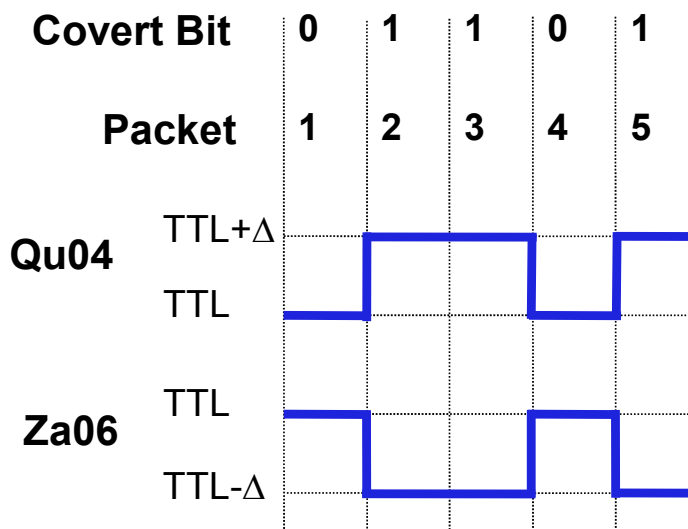 Covert Bit 0 1 1 0 1
Packet 1 2 3 4 5
TTL+Δ
Qu04
TTL
TTL
Za06
TTL-Δ